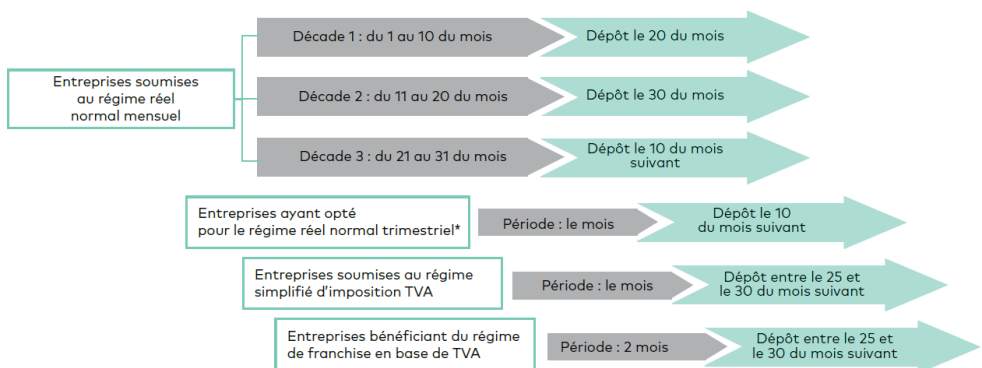 Décade 1 : du 1 au 10 du mois
Dépôt le 20 du mois
Entreprises soumises
au régime réel
normal mensuel
Décade 2 : du 11 au 20 du mois
Dépôt le 30 du mois
Décade 3 : du 21 au 31 du mois
Dépôt le 10 du mois
suivant
Entreprises ayant opté
pour le régime réel normal trimestriel*
Période : le mois
Dépôt le 10
du mois suivant
Entreprises soumises au régime
simplifié d’imposition TVA
Période : le mois
Dépôt entre le 25 et
le 30 du mois suivant
Entreprises bénéficiant du régime
de franchise en base de TVA
Période : 2 mois
Dépôt entre le 25 et
le 30 du mois suivant